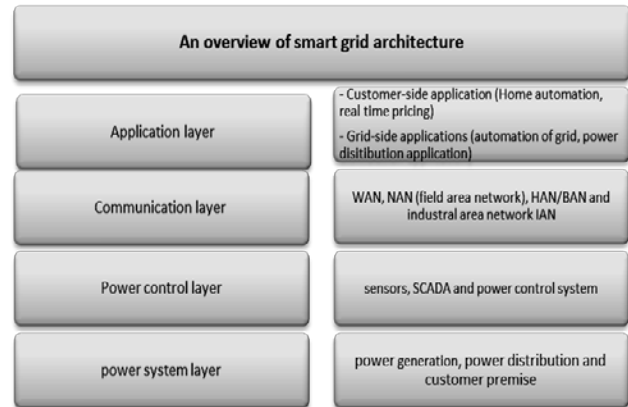 An overview of smart grid architecture
Application layer
- Customer-side application (Home automation,
real time pricing)
- Grid-side applications (automation of grid, power
disitibution application)
Communication layer
WAN, NAN (field area network), HAN/BAN and
industral area network IAN
Power control layer
sensors, SCADA and power control system
power system layer
power generation, power distribution and
customer premise